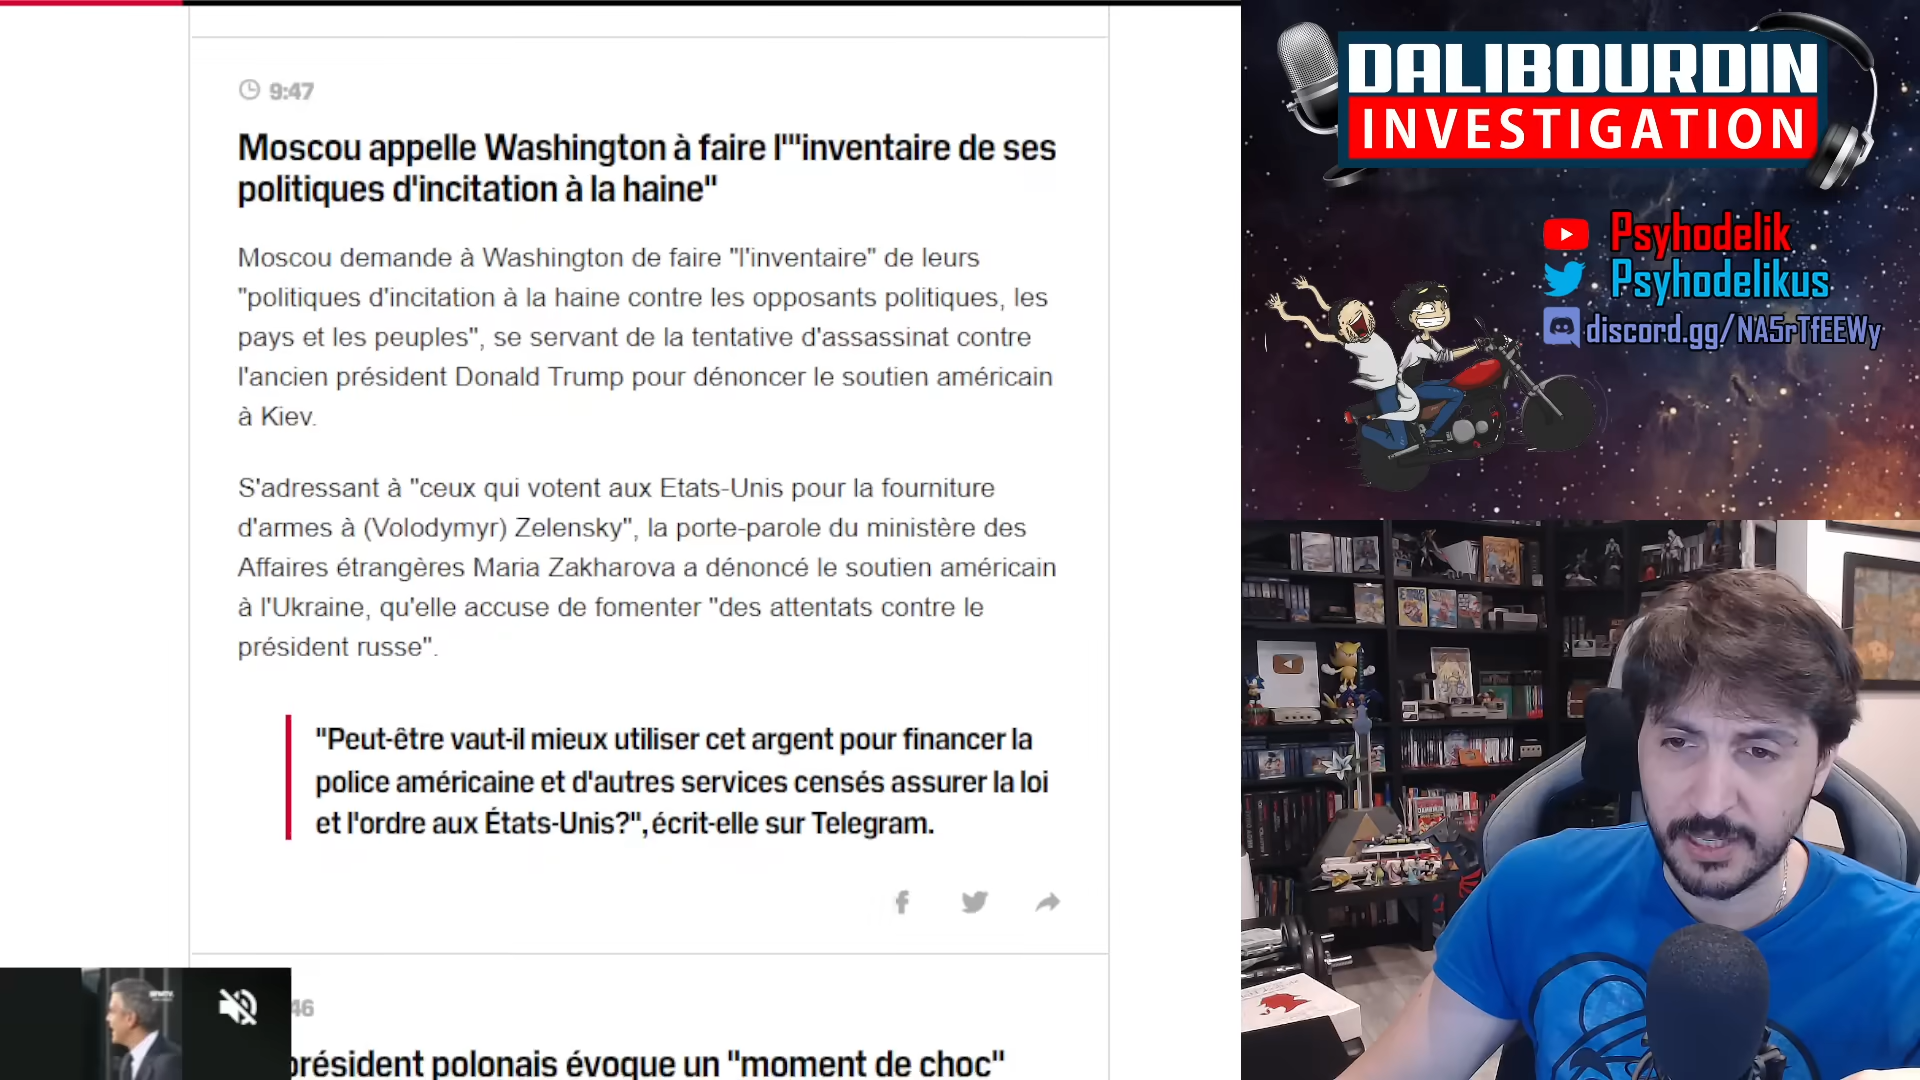 9:47
Moscou appelle Washington à faire l'"inventaire de ses
politiques d'incitation à la haine"
Moscou demande à Washington de faire "l'inventaire" de leurs
"politiques d'incitation à la haine contre les opposants politiques, les
pays et les peuples", se servant de la tentative d'assassinat contre
l'ancien président Donald Trump pour dénoncer le soutien américain
à Kiev.
S'adressant à "ceux qui votent aux Etats-Unis pour la fourniture
d'armes à (Volodymyr) Zelensky", la porte-parole du ministère des
Affaires étrangères Maria Zakharova a dénoncé le soutien américain
à l'Ukraine, qu'elle accuse de fomenter "des attentats contre le
président russe".
"Peut-être vaut-il mieux utiliser cet argent pour financer la
police américaine et d'autres services censés assurer la loi
et l'ordre aux États-Unis?", écrit-elle sur Telegram.
46
président polonais évoque un "moment de choc"
DALIBOURDIN
INVESTIGATION
Psyhodelik
Psyhodelikus
discord.gg/NA5rTfEEWy